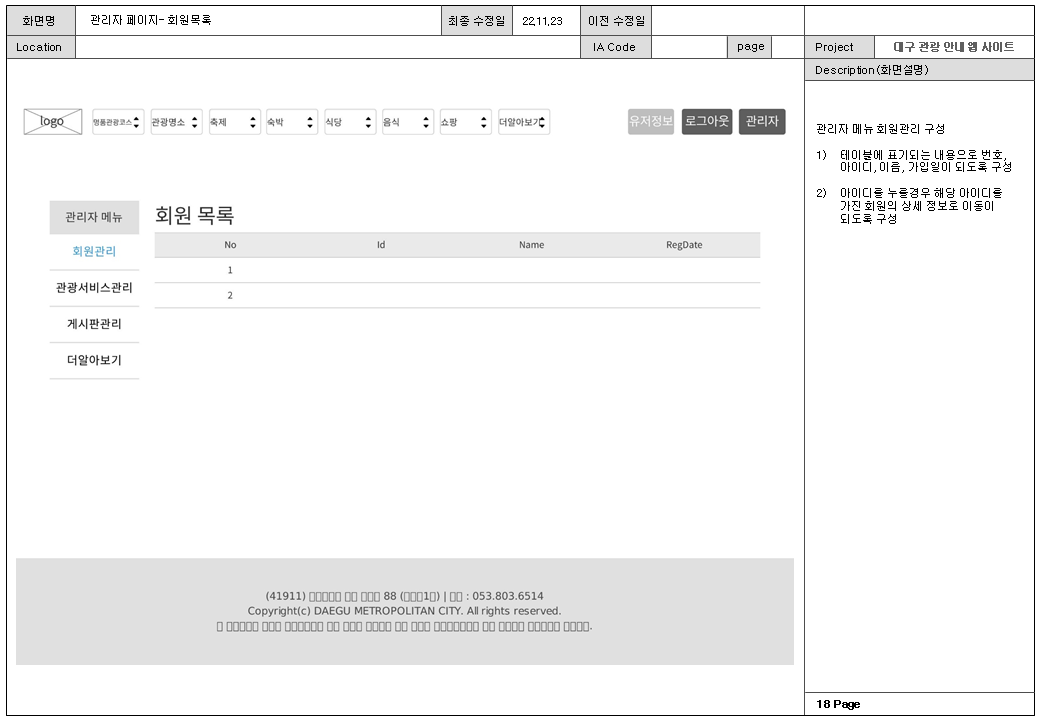 화면명 관리자 페이지- 회원목록 최종 수정일 22.11.23 이전 수정일
Location IA Code page Project 대구 관광 안내 웹 사이트
Description(화면설명)
logo 명품관광코스 관광명소 축제 숙박 식당 음식 쇼핑 더알아보기 유저정보 로그아웃 관리자
관리자 메뉴 회원관리 구성
1) 테이블에 표기되는 내용으로 번호,
아이디, 이름, 가입일이 되도록 구성
2) 아이디를 누를경우 해당 아이디를
가진 회원의 상세 정보로 이동이
되도록 구성
관리자 메뉴
회원관리
관광서비스관리
게시판관리
더알아보기
회원 목록
No Id Name RegDate
1
2
(41911) 88 ( 1 ) | : 053.803.6514
Copyright(c) DAEGU METROPOLITAN CITY. All rights reserved.
18 Page